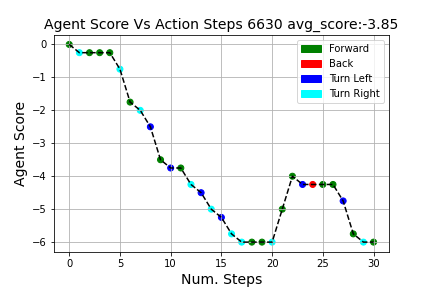 Agent Score Vs Action Steps 6630 avg_score:-3.85
Agent Score
0
−1
−2
−3
−4
−5
−6
Forward
Back
Turn Left
Turn Right
0 5 10 15 20 25 30
Num. Steps